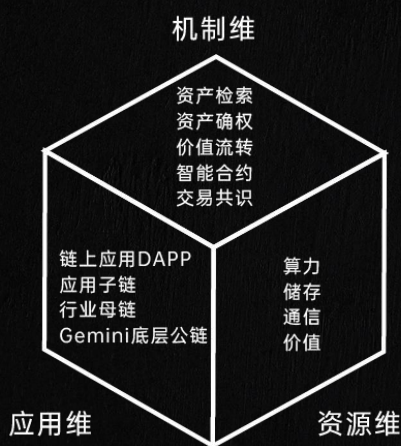 机制维
资产检索
资产确权
价值流转
智能合约
交易共识
链上应用DAPP
应用子链
行业母链
Gemini底层公链
算力
储存
通信
价值
应用维
资源维